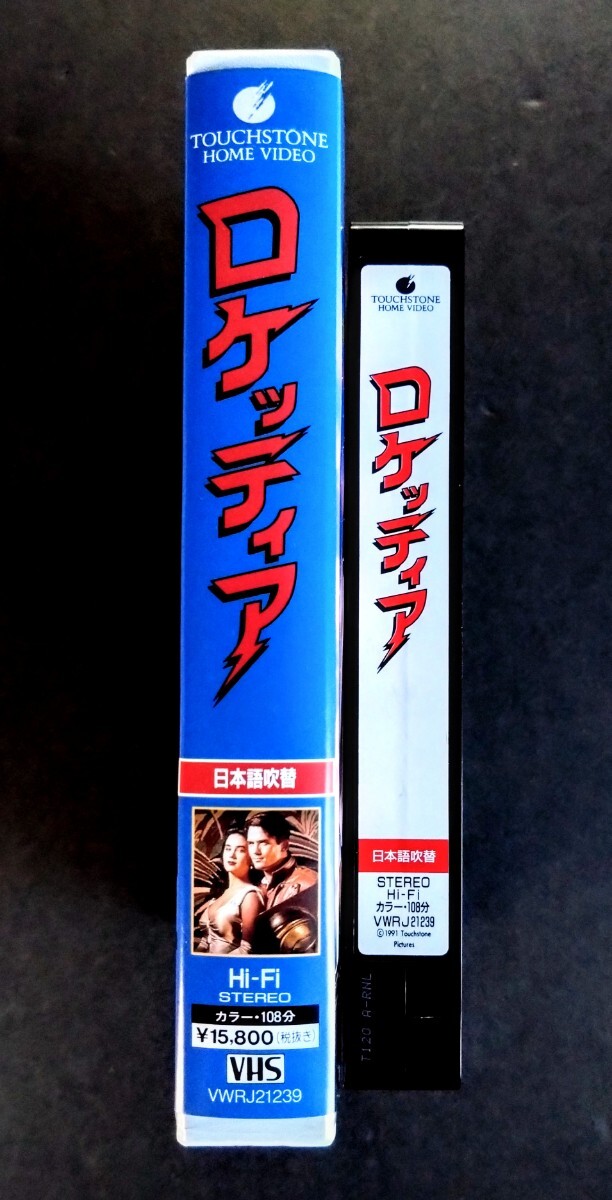 TOUCHSTONE
HOME VIDEO
ロケッティア
日本語吹替
Hi-Fi
STEREO
カラー・108分
¥15,800(税抜き)
VHS
VWRJ21239
TOUCHSTONE
HOME VIDEO
ロケッティア
日本語吹替
STEREO
Hi-Fi
カラー・108分
VWRJ21239
©1991 Touchstone
Pictures
T120 A-RNL